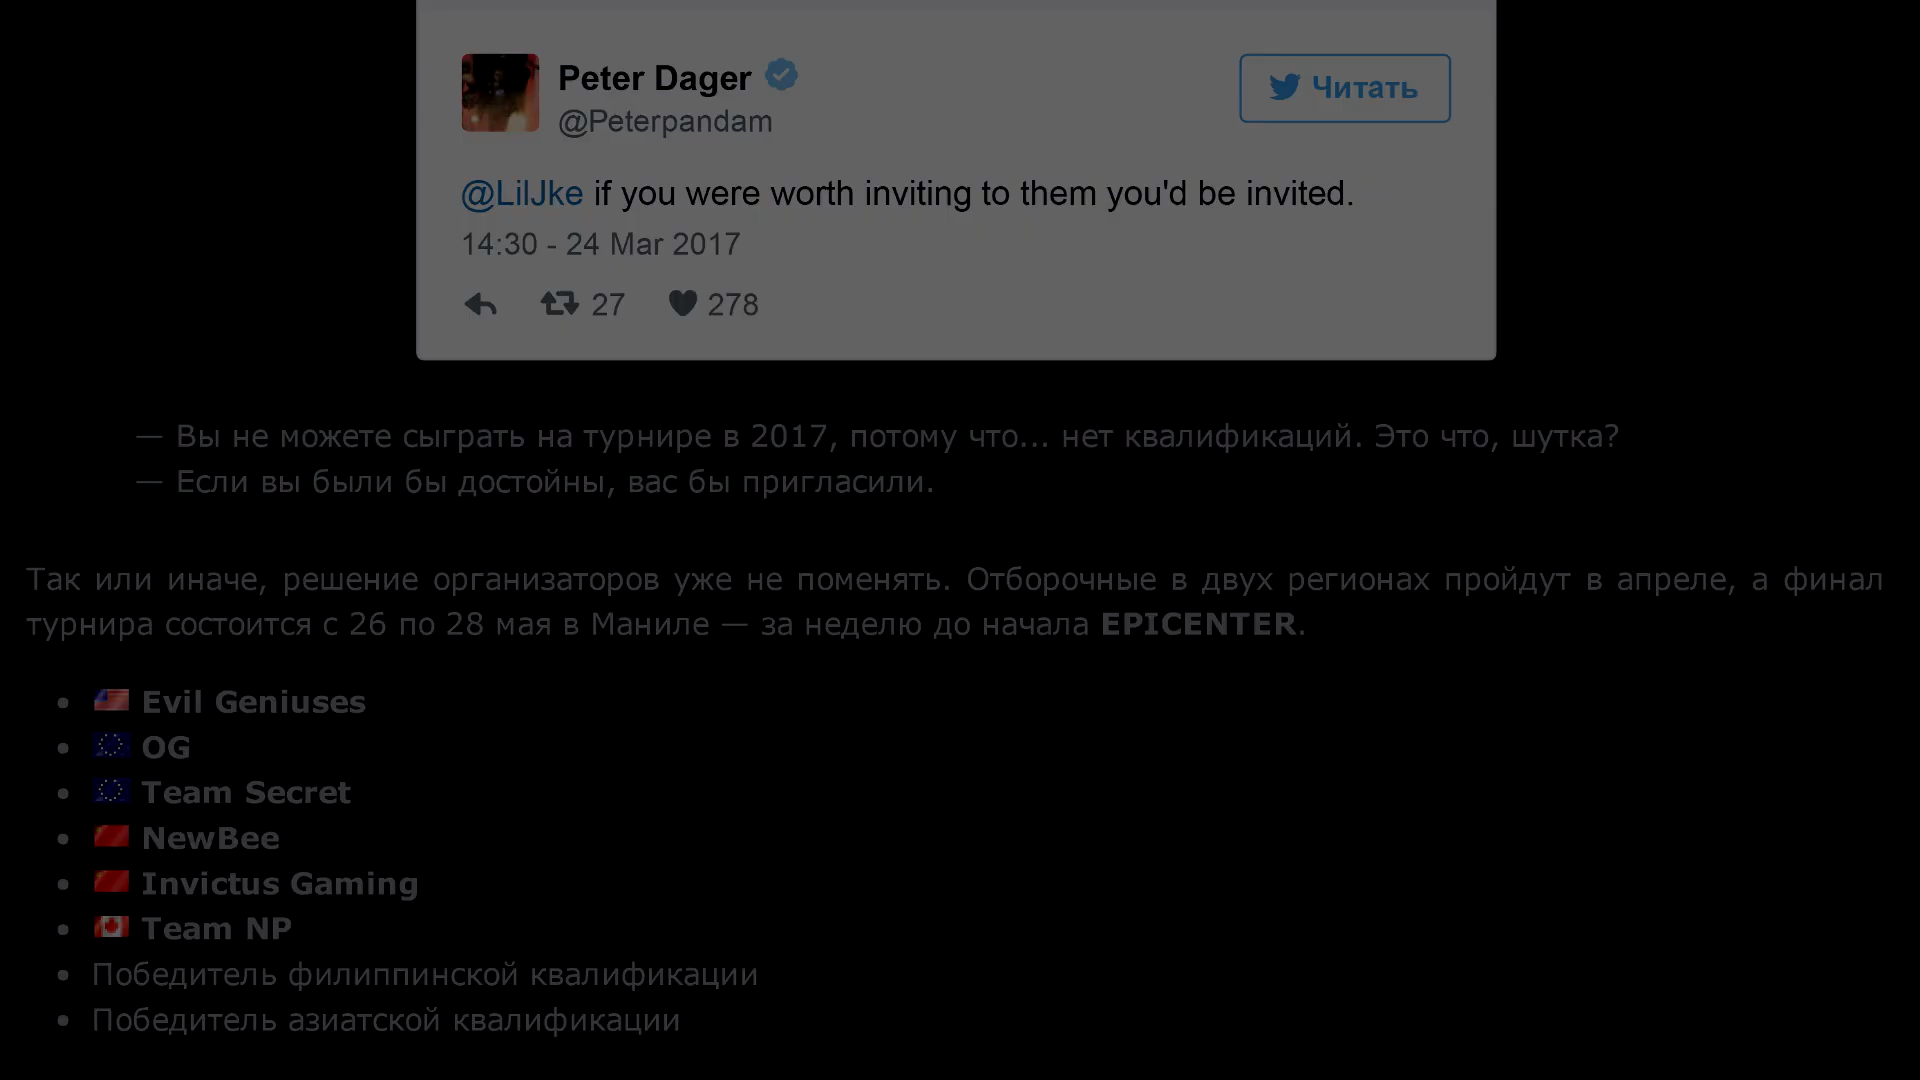 Peter Dager
@Peterpandam
Читать
@LilJke if you were worth inviting to them you'd be invited.
14:30 - 24 Mar 2017
27 278
— Вы не можете сыграть на турнире в 2017, потому что... нет квалификаций. Это что, шутка?
— Если вы были бы достойны, вас бы пригласили.
Так или иначе, решение организаторов уже не поменять. Отборочные в двух регионах пройдут в апреле, а финал
турнира состоится с 26 по 28 мая в Маниле — за неделю до начала EPICENTER.
Evil Geniuses
OG
Team Secret
NewBee
Invictus Gaming
Team NP
Победитель филиппинской квалификации
Победитель азиатской квалификации